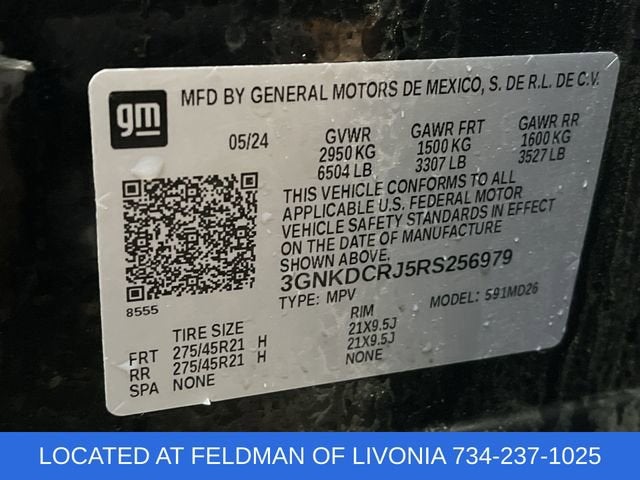 gm
MFD BY GENERAL MOTORS DE MEXICO, S. DE R.L. DE C.V.
05/24
GVWR
2950 KG
6504 LB
GAWR FRT
1500 KG
3307 LB
GAWR RR
1600 KG
3527 LB
THIS VEHICLE CONFORMS TO ALL
APPLICABLE U.S. FEDERAL MOTOR
VEHICLE SAFETY STANDARDS IN EFFECT
ON THE DATE OF MANUFACTURE
SHOWN ABOVE.
3GNKDCRJ5RS256979
TYPE: MPV
MODEL: 591MD26
8555
TIRE SIZE
RIM
FRT 275/45R21 H 21X9.5J
RR 275/45R21 H 21X9.5J
SPA NONE NONE
LOCATED AT FELDMAN OF LIVONIA 734-237-1025